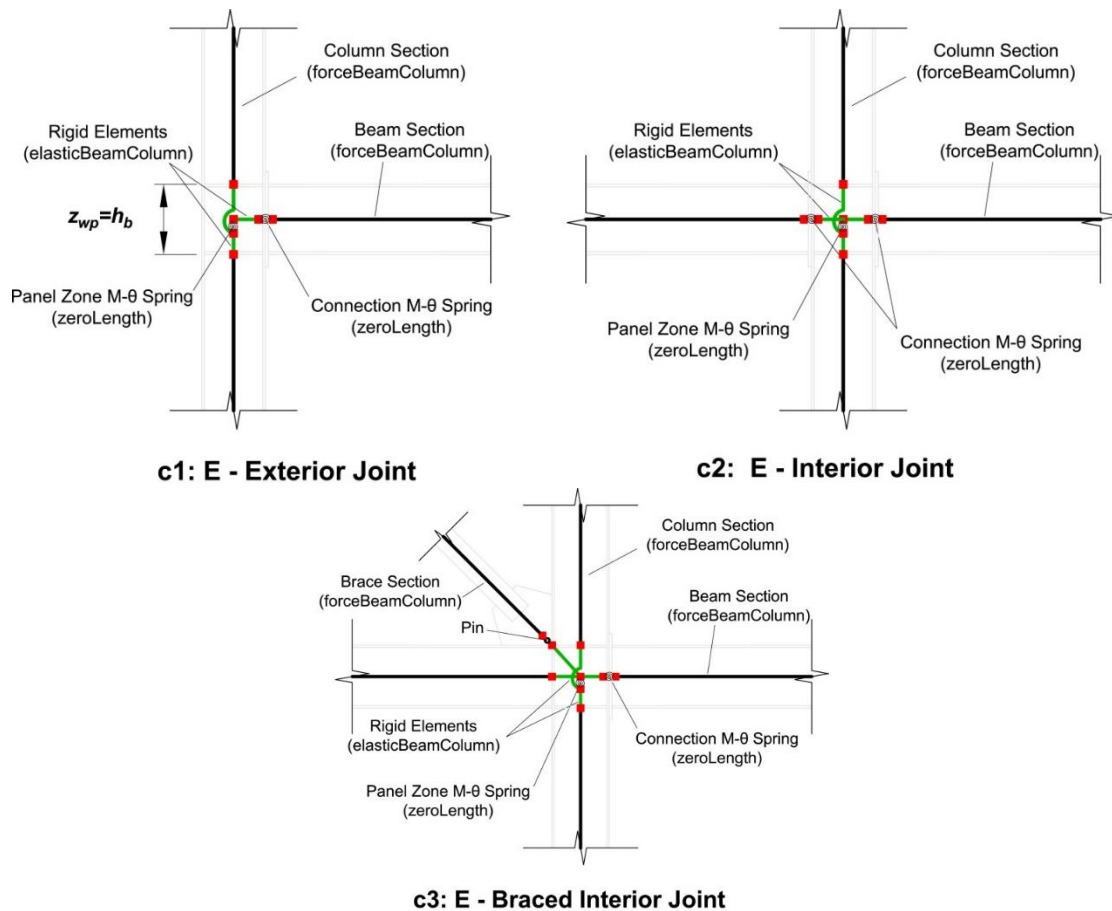 Column Section
(forceBeamColumn)
Rigid Elements
(elasticBeamColumn)
Beam Section
(forceBeamColumn)
z_wp=h_b
Panel Zone M-θ Spring
(zeroLength)
Connection M-θ Spring
(zeroLength)
c1: E - Exterior Joint
Column Section
(forceBeamColumn)
Rigid Elements
(elasticBeamColumn)
Beam Section
(forceBeamColumn)
Panel Zone M-θ Spring
(zeroLength)
Connection M-θ Spring
(zeroLength)
c2: E - Interior Joint
Column Section
(forceBeamColumn)
Brace Section
(forceBeamColumn)
Beam Section
(forceBeamColumn)
Pin
Rigid Elements
(elasticBeamColumn)
Connection M-θ Spring
(zeroLength)
Panel Zone M-θ Spring
(zeroLength)
c3: E - Braced Interior Joint